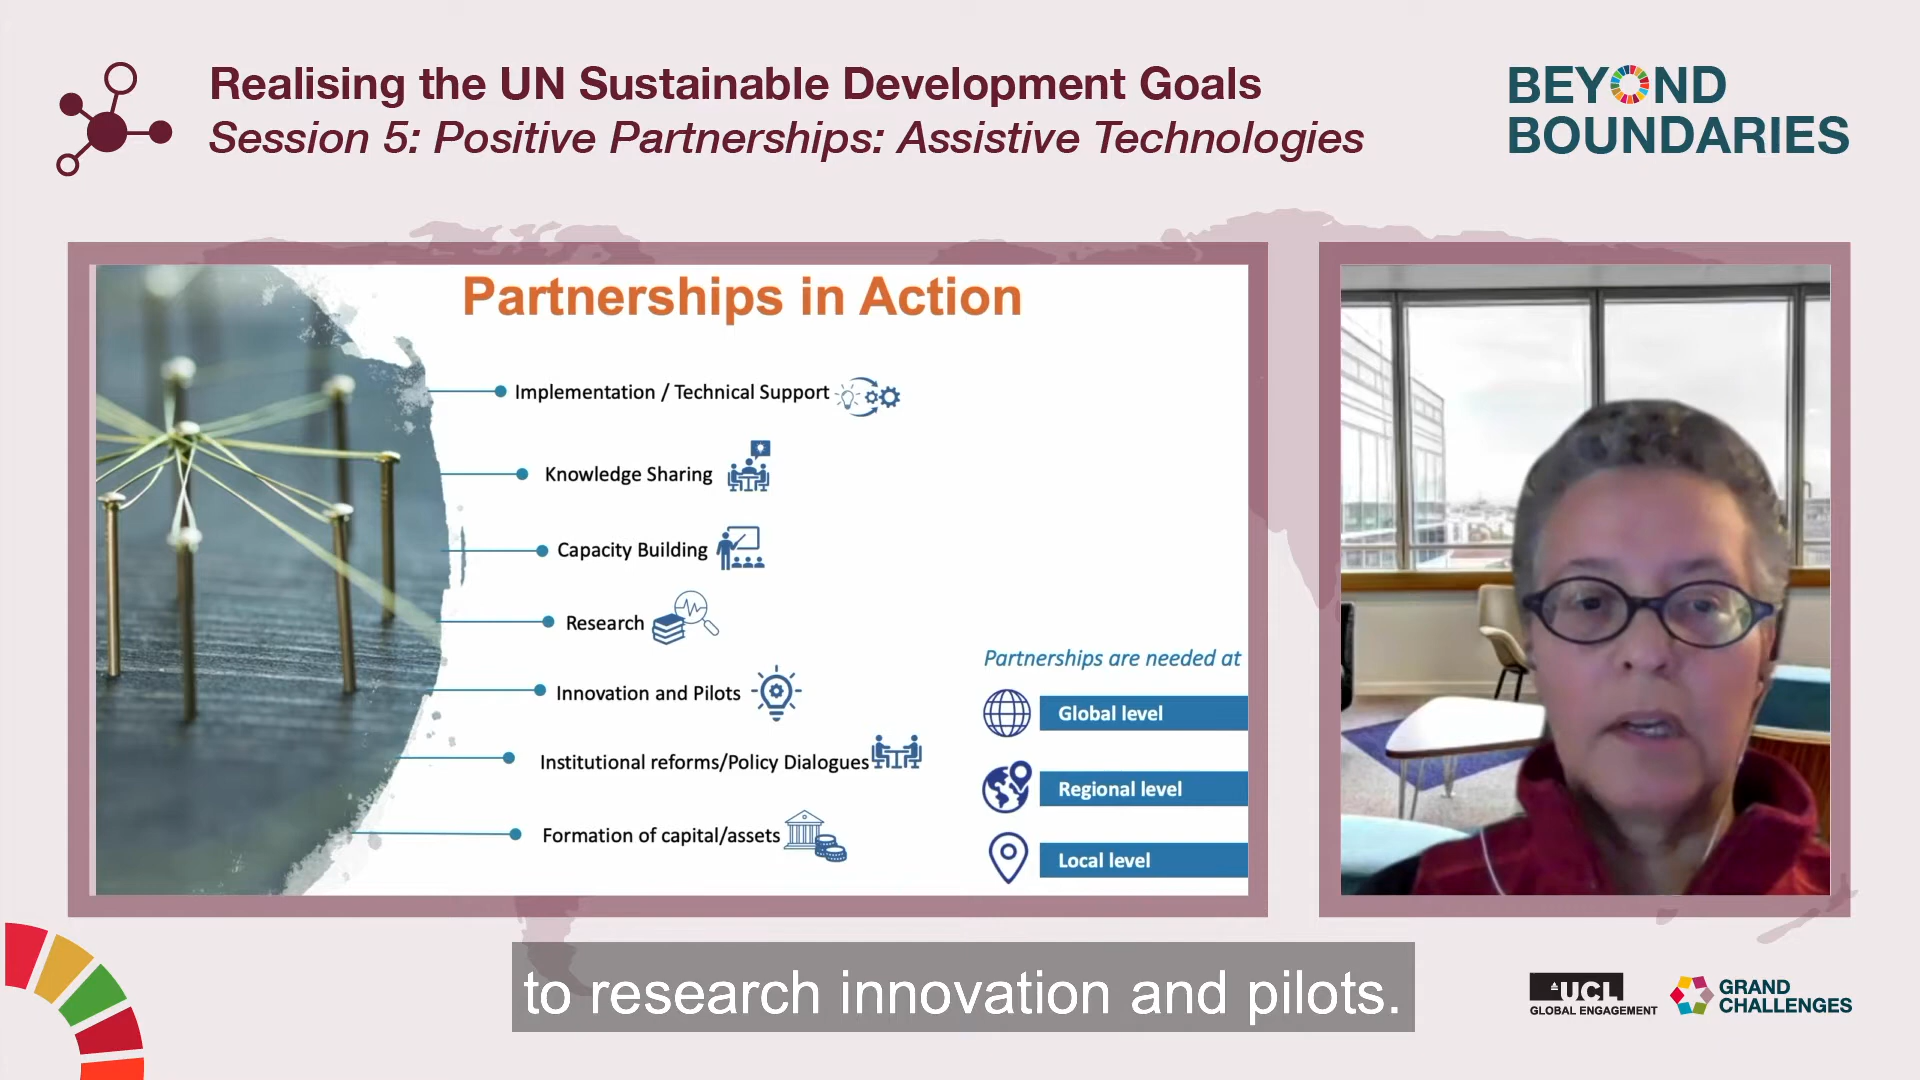 Realising the UN Sustainable Development Goals
Session 5: Positive Partnerships: Assistive Technologies
BEYOND
BOUNDARIES
Partnerships in Action
Implementation / Technical Support
Knowledge Sharing
Capacity Building
Research
Innovation and Pilots
Institutional reforms/Policy Dialogues
Formation of capital/assets
Partnerships are needed at
Global level
Regional level
Local level
to research innovation and pilots.
UCL
GLOBAL ENGAGEMENT
GRAND
CHALLENGES